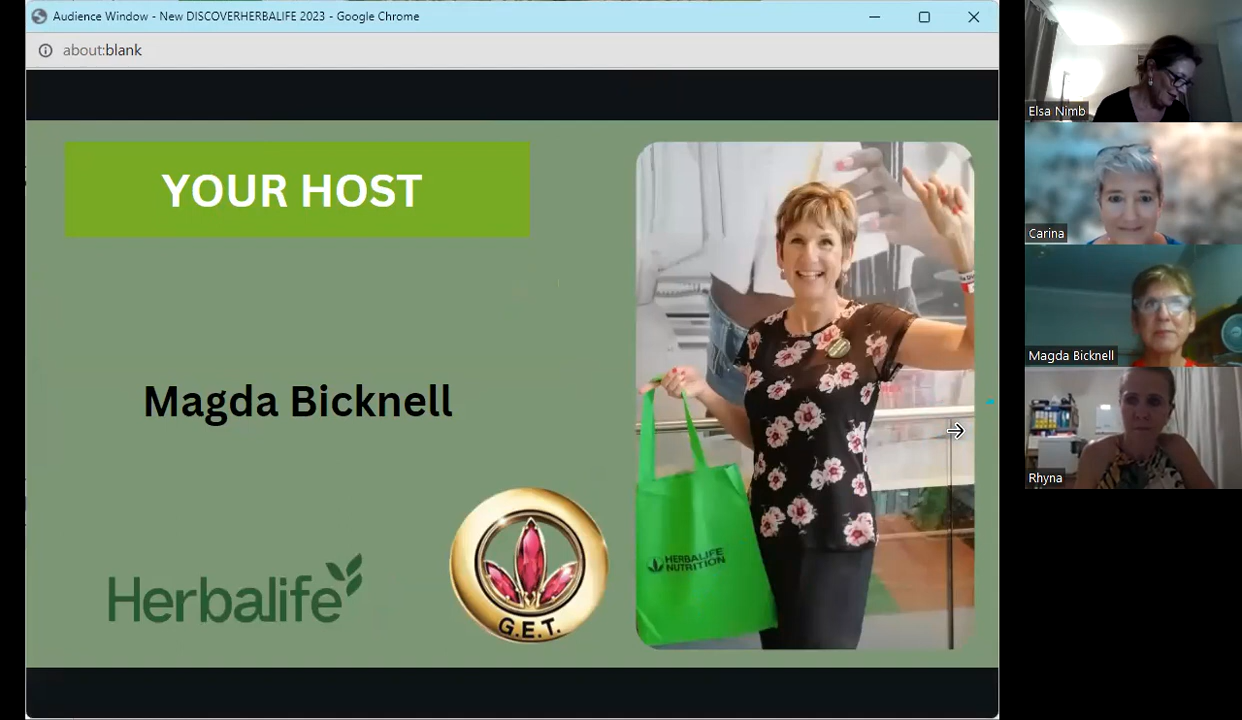 Audience Window - New DISCOVERHERBALIFE 2023 - Google Chrome
about:blank
YOUR HOST
Magda Bicknell
Herbalife
G.E.T.
HERBALIFE
NUTRITION
Elsa Nimb
Carina
Magda Bicknell
Rhyna